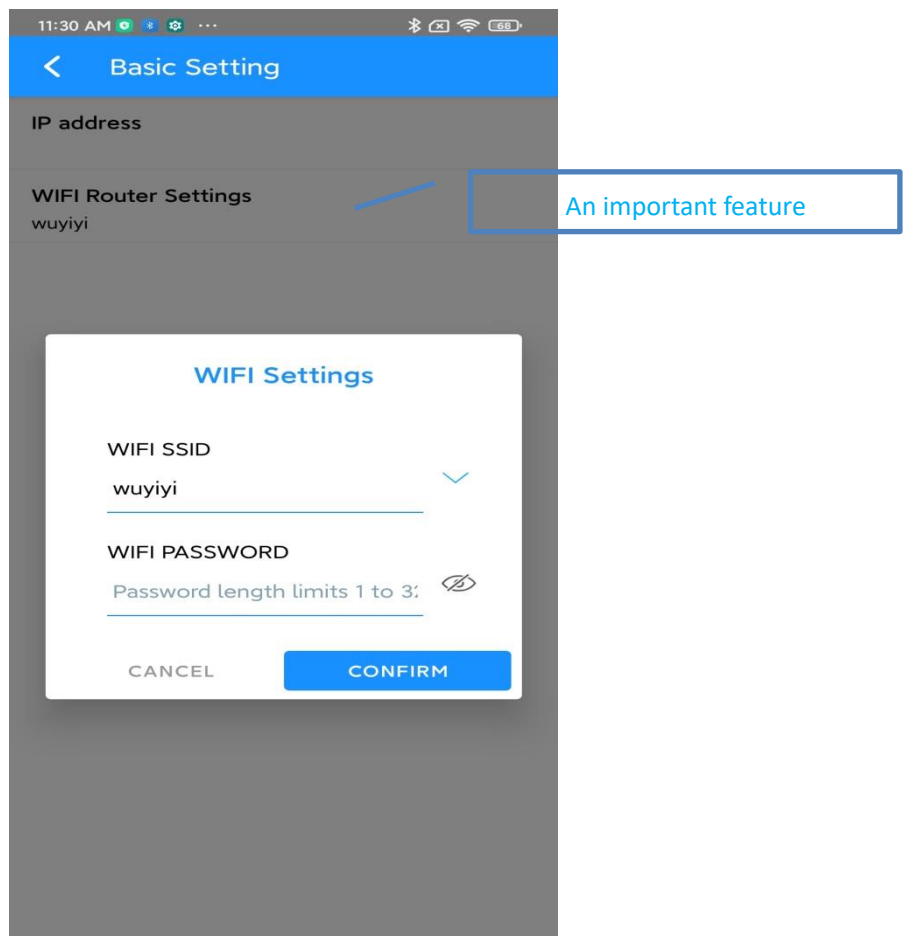 11:30 AM ... 68
Basic Setting
IP address
WIFI Router Settings
An important feature
wuyiyi
WIFI Settings
WIFI SSID
wuyiyi
WIFI PASSWORD
Password length limits 1 to 3
CANCEL CONFIRM